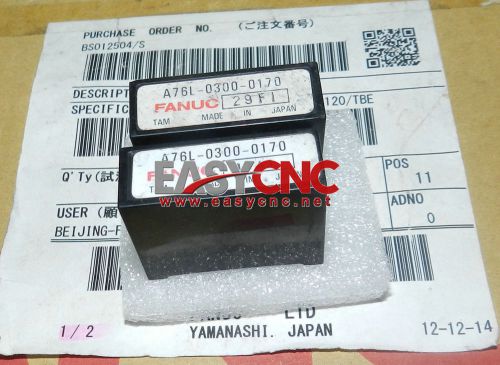 PURCHASE ORDER NO. (ご注文番号)
BS012504/S
DESCRIPT
SPECIFIC 120/TBE
A76L-0300-0170
FANUC 29F1
TAM MADE IN JAPAN
A76L-0300-0170
EASYCNC
www.easycnc.net
Q'Ty( POS
11
USER ( ADNO
BEIJING-F 0
LTD
1/2 YAMANASHI. JAPAN 12-12-14